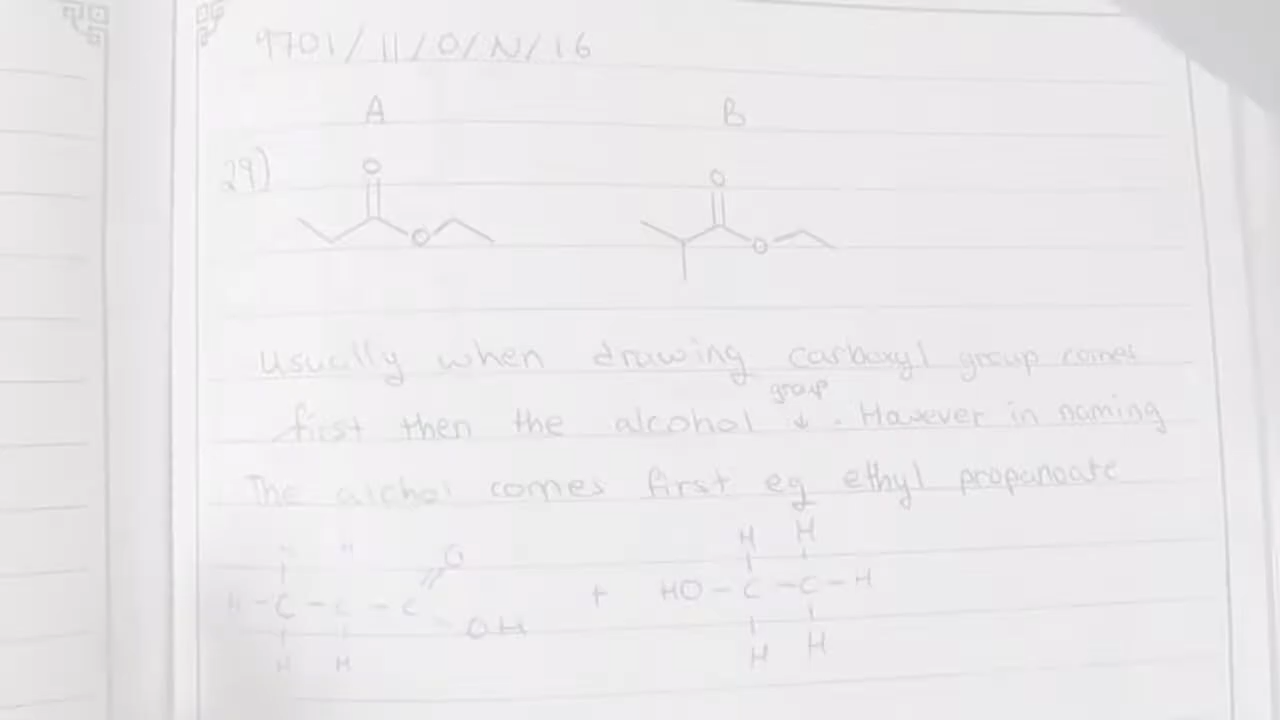 9701/11/O/N/16
A B
29)
O O
O O
Usually when drawing carboxyl group comes
group
first then the alcohol ↓ . However in naming
The alchol comes first eg ethyl propanoate
H H H H
O
H - C - C - C + HO - C - C - H
OH
H H H H